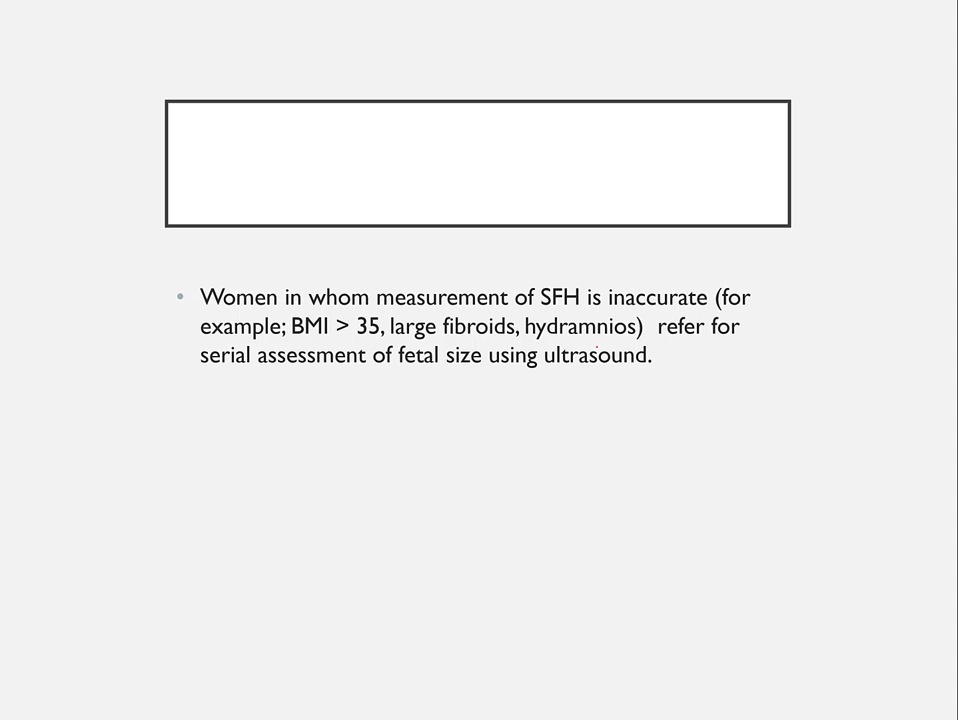 • Women in whom measurement of SFH is inaccurate (for
example; BMI > 35, large fibroids, hydramnios)  refer for
serial assessment of fetal size using ultrasound.